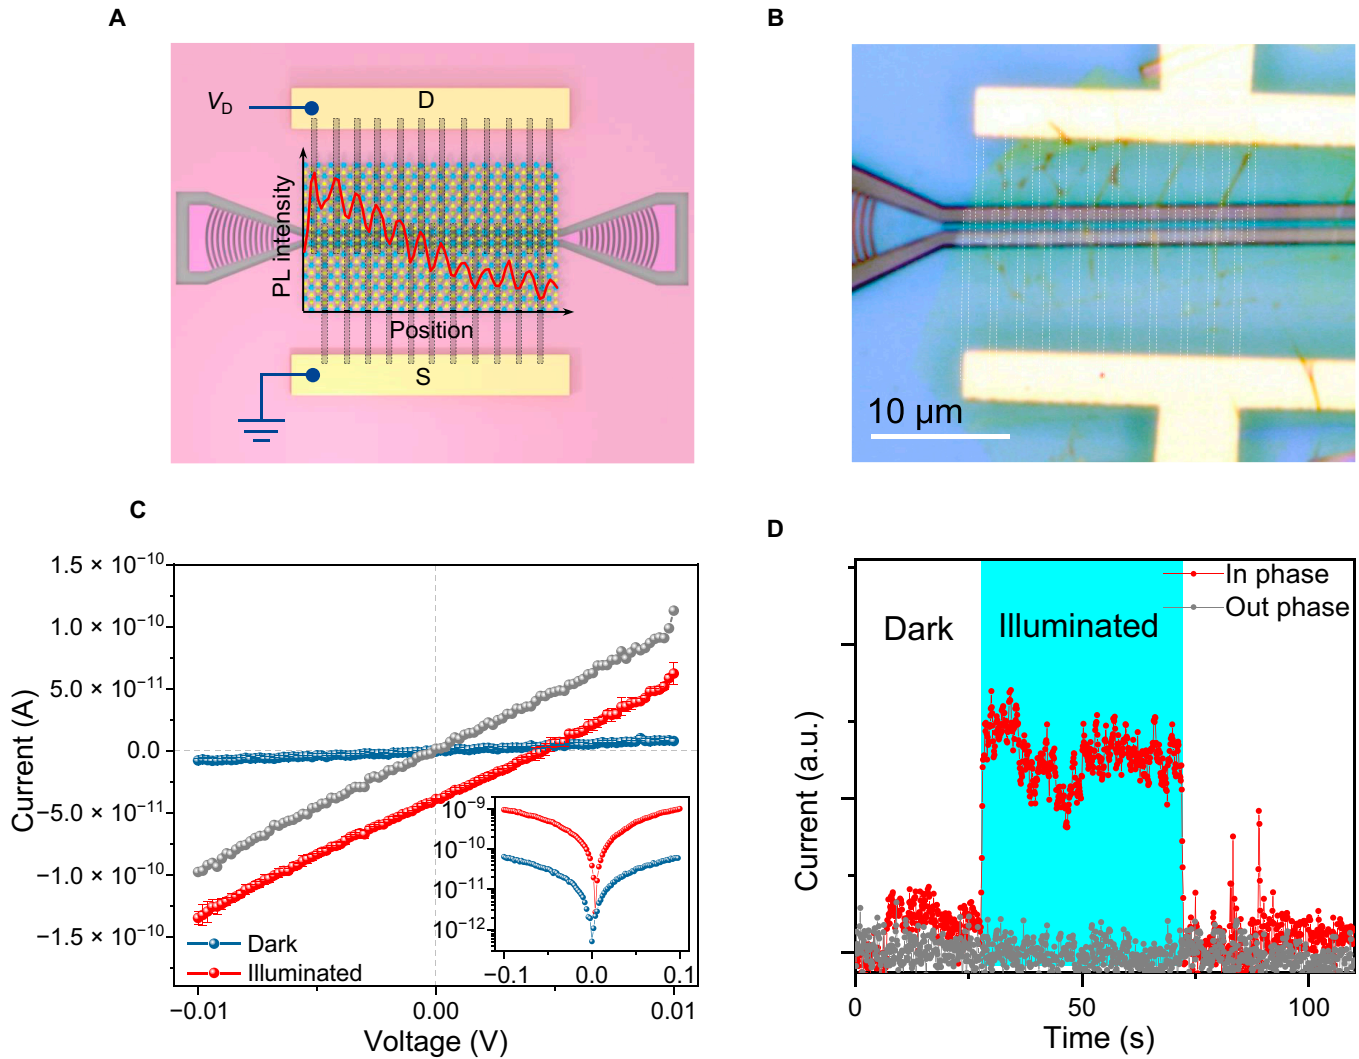 A
B
V_D
D
PL intensity
Position
S
10 μm
C
D
1.5 × 10⁻¹⁰
1.0 × 10⁻¹⁰
5.0 × 10⁻¹¹
0.0
−5.0 × 10⁻¹¹
−1.0 × 10⁻¹⁰
−1.5 × 10⁻¹⁰
Current (A)
Dark
Illuminated
10⁻⁹
10⁻¹⁰
10⁻¹¹
10⁻¹²
−0.1 0.0 0.1
−0.01 0.00 0.01
Voltage (V)
In phase
Out phase
Dark Illuminated
Current (a.u.)
0 50 100
Time (s)